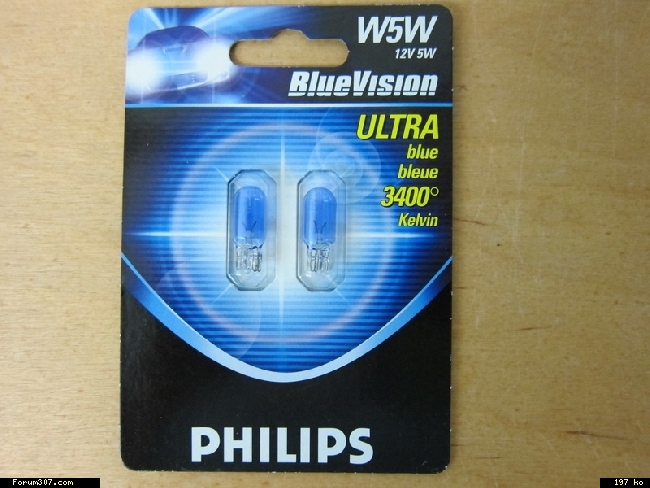 W5W
12V 5W
BlueVision
ULTRA
blue
bleue
3400°
Kelvin
PHILIPS
Forum307.com
197 ko